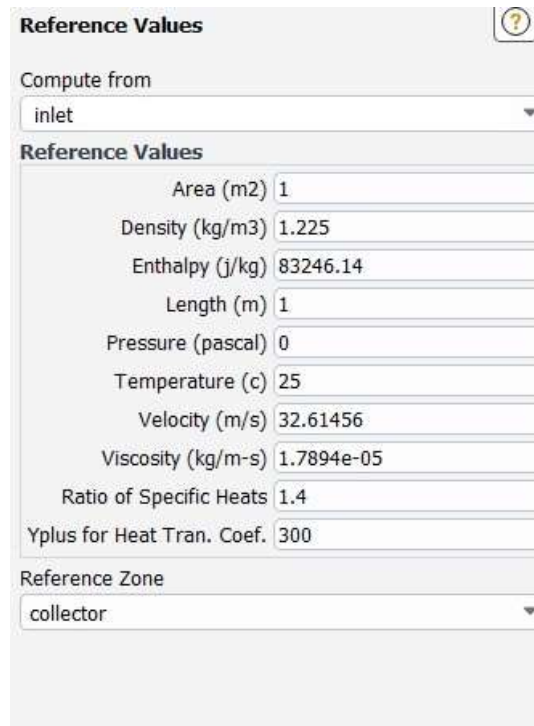 Reference Values
?
Compute from
inlet
Reference Values
Area (m2) 1
Density (kg/m3) 1.225
Enthalpy (j/kg) 83246.14
Length (m) 1
Pressure (pascal) 0
Temperature (c) 25
Velocity (m/s) 32.61456
Viscosity (kg/m-s) 1.7894e-05
Ratio of Specific Heats 1.4
Yplus for Heat Tran. Coef. 300
Reference Zone
collector